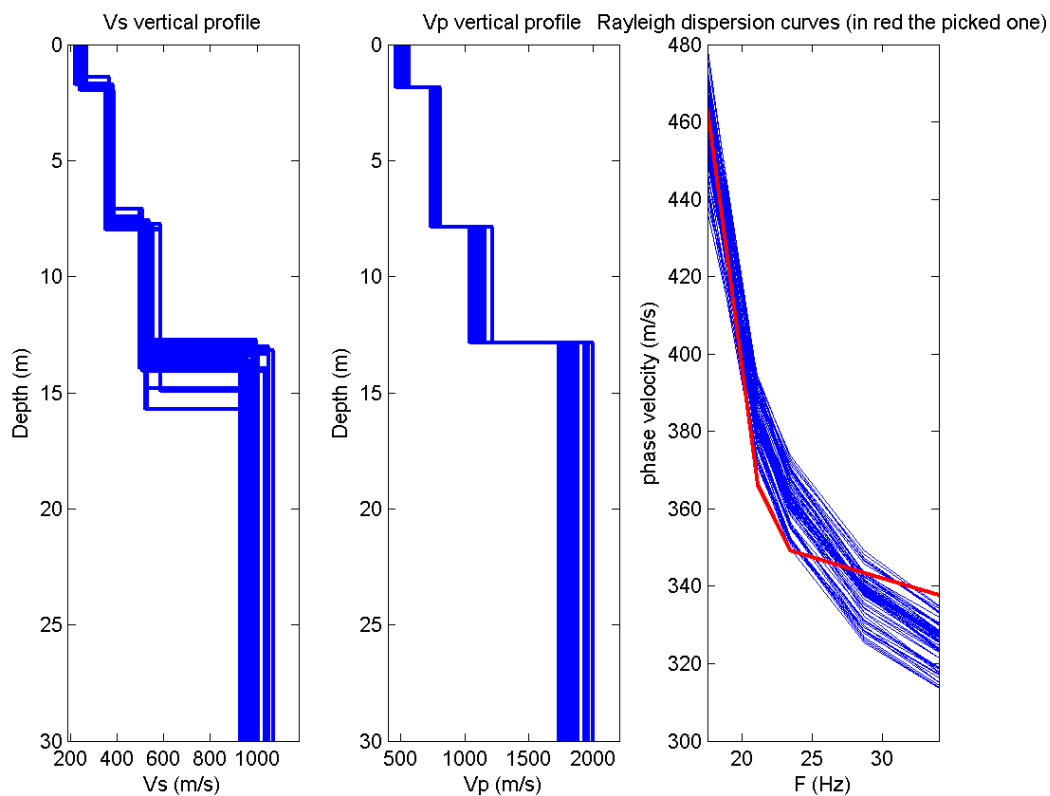 Vs vertical profile
Vp vertical profile
Rayleigh dispersion curves (in red the picked one)
0
5
10
15
20
25
30
Depth (m)
200 400 600 800 1000
Vs (m/s)
0
5
10
15
20
25
30
Depth (m)
500 1000 1500 2000
Vp (m/s)
480
460
440
420
400
380
360
340
320
300
phase velocity (m/s)
20 25 30
F (Hz)